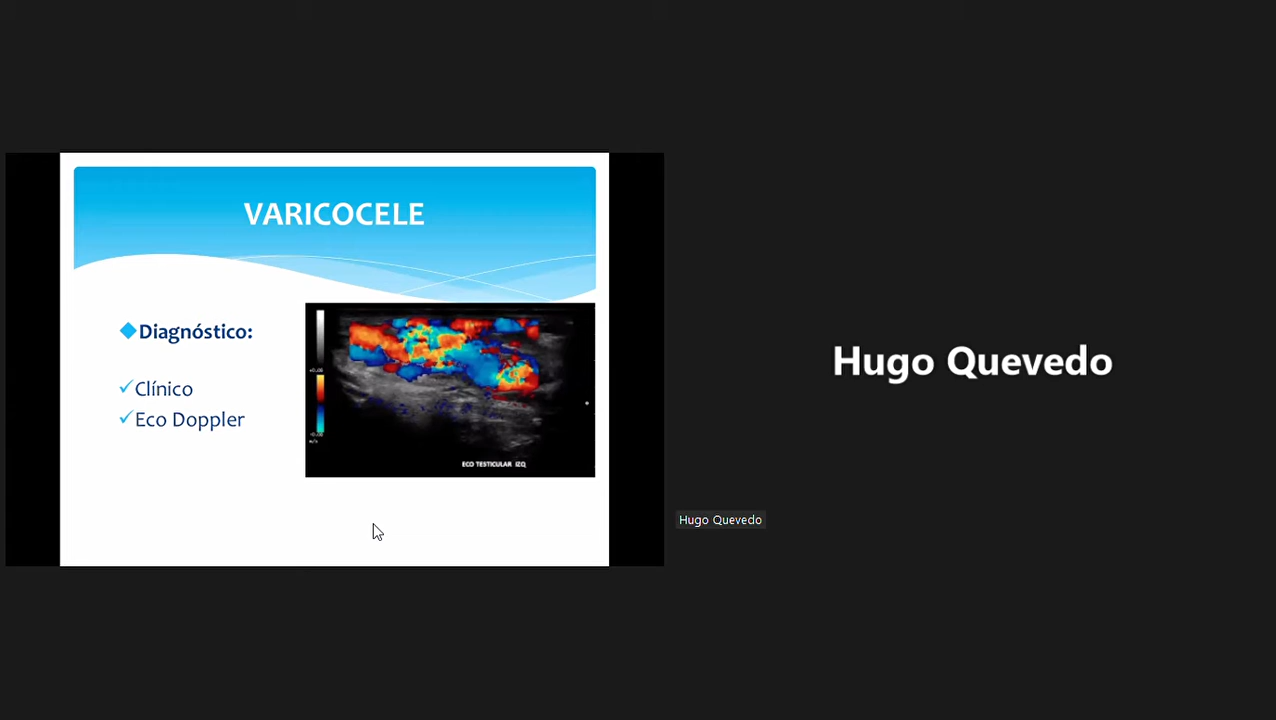 VARICOCELE
Diagnóstico:
Clínico
Eco Doppler
ECO TESTICULAR IZQ
Hugo Quevedo
Hugo Quevedo